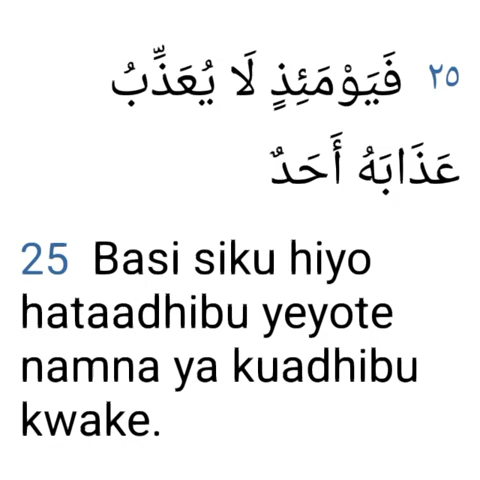 ٢٥ فَيَوْمَئِذٍ لَا يُعَذِّبُ
عَذَابَهُ أَحَدٌ
25 Basi siku hiyo
hataadhibu yeyote
namna ya kuadhibu
kwake.